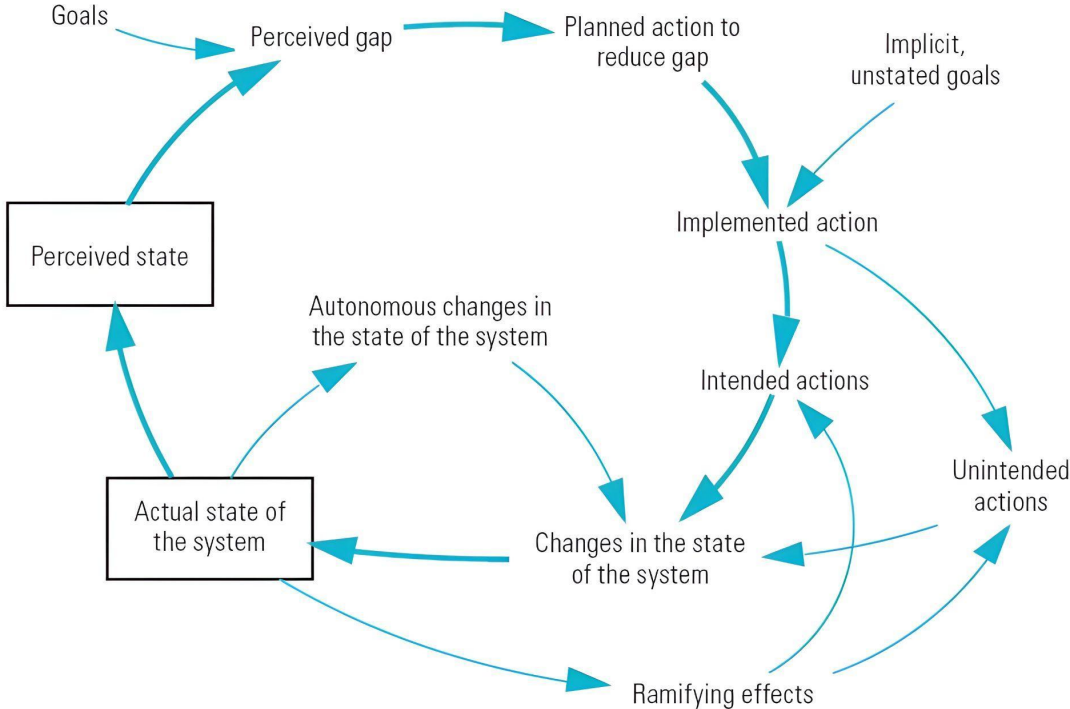 Goals
Perceived gap
Planned action to
reduce gap
Implicit,
unstated goals
Implemented action
Perceived state
Autonomous changes in
the state of the system
Intended actions
Unintended
actions
Actual state of
the system
Changes in the state
of the system
Ramifying effects